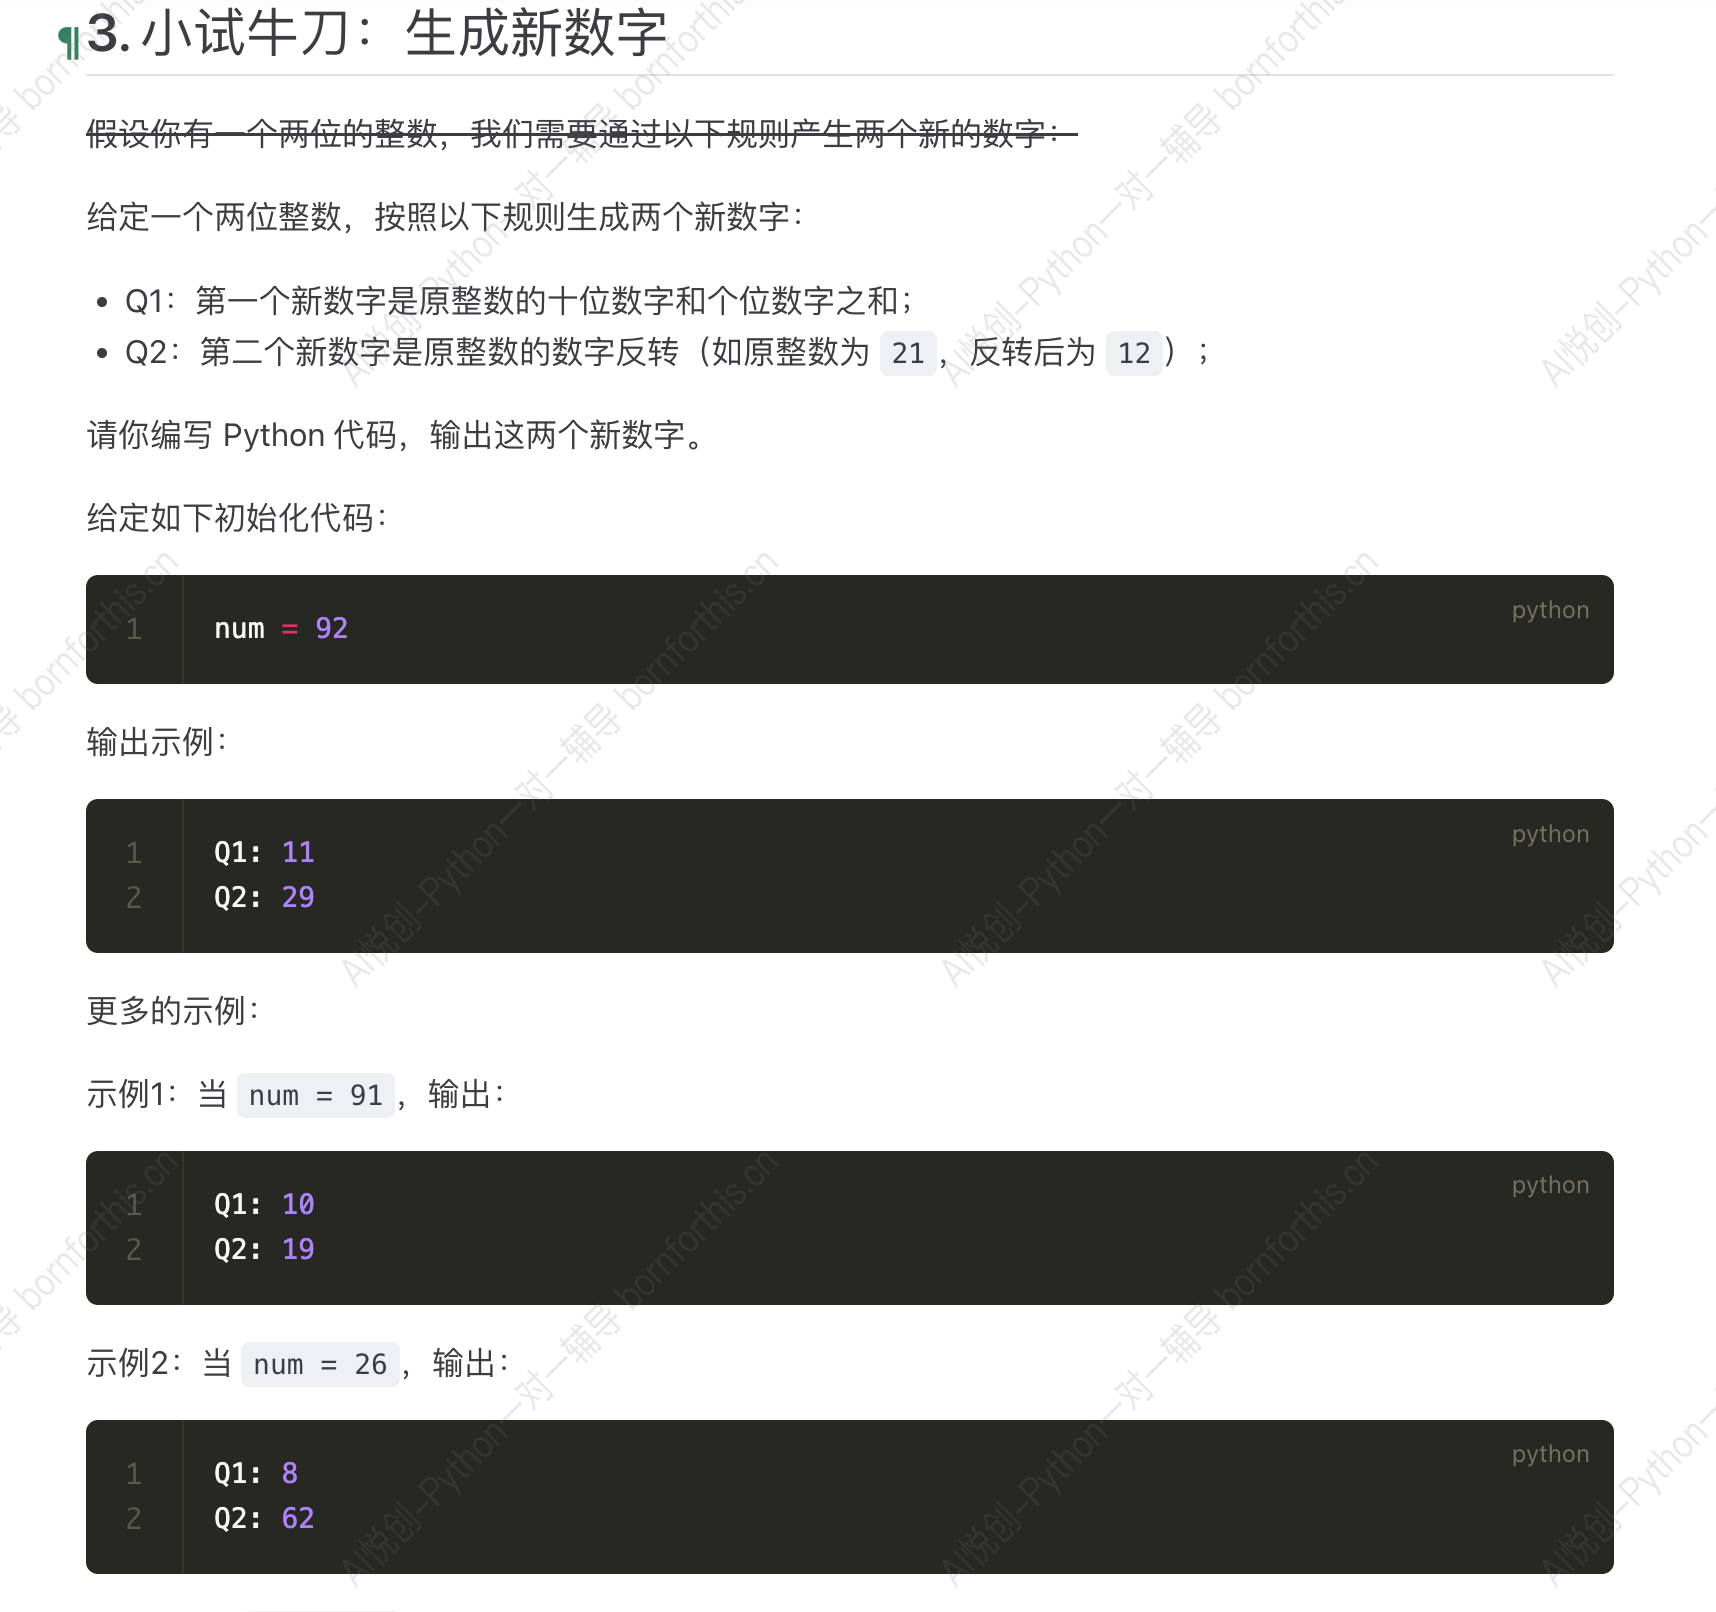 ¶3. 小试牛刀：生成新数字
假设你有一个两位的整数，我们需要通过以下规则产生两个新的数字：
给定一个两位整数，按照以下规则生成两个新数字：
• Q1：第一个新数字是原整数的十位数字和个位数字之和；
• Q2：第二个新数字是原整数的数字反转（如原整数为 21，反转后为 12）；
请你编写 Python 代码，输出这两个新数字。
给定如下初始化代码：
python
1 num = 92
输出示例：
python
1 Q1: 11
2 Q2: 29
更多的示例：
示例1：当 num = 91，输出：
python
1 Q1: 10
2 Q2: 19
示例2：当 num = 26，输出：
python
1 Q1: 8
2 Q2: 62
AI悦创-Python一对一辅导 bornforthis.cn